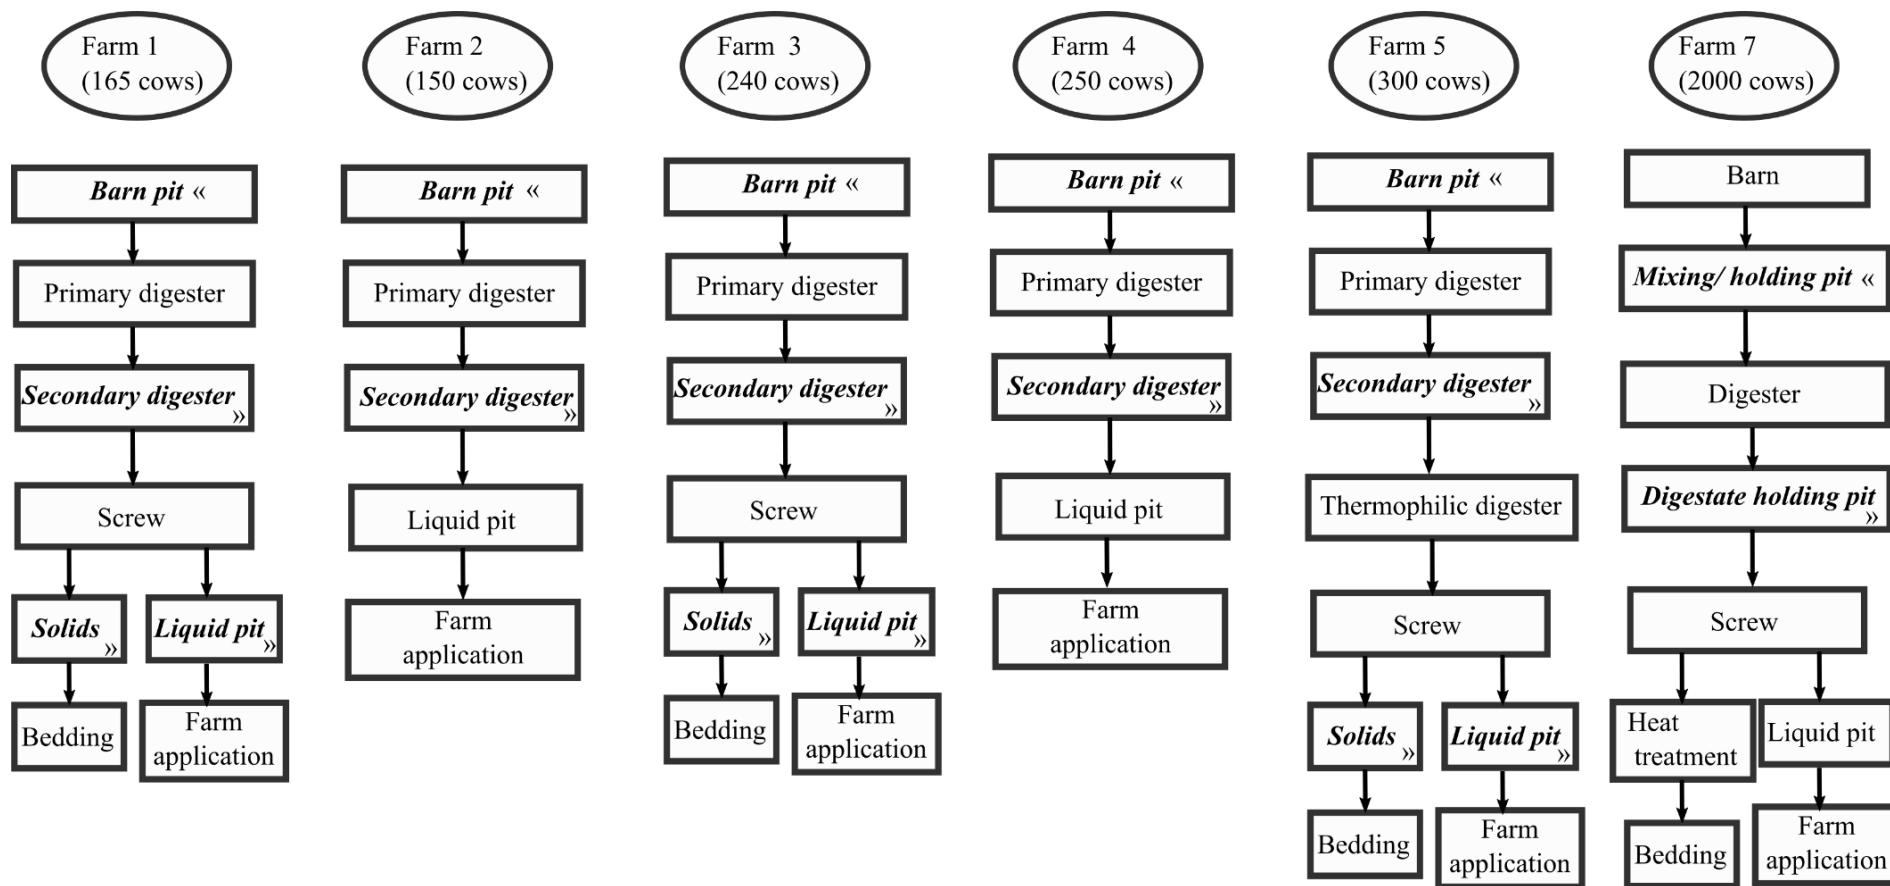 Farm 1
(165 cows)
Barn pit «
Primary digester
Secondary digester
»
Screw
Solids »
Liquid pit »
Bedding
Farm
application
Farm 2
(150 cows)
Barn pit «
Primary digester
Secondary digester
»
Liquid pit
Farm
application
Farm 3
(240 cows)
Barn pit «
Primary digester
Secondary digester
»
Screw
Solids »
Liquid pit »
Bedding
Farm
application
Farm 4
(250 cows)
Barn pit «
Primary digester
Secondary digester
»
Liquid pit
Farm
application
Farm 5
(300 cows)
Barn pit «
Primary digester
Secondary digester
»
Thermophilic digester
Screw
Solids »
Liquid pit »
Bedding
Farm
application
Farm 7
(2000 cows)
Barn
Mixing/ holding pit «
Digester
Digestate holding pit
»
Screw
Heat
treatment
Liquid pit
Bedding
Farm
application